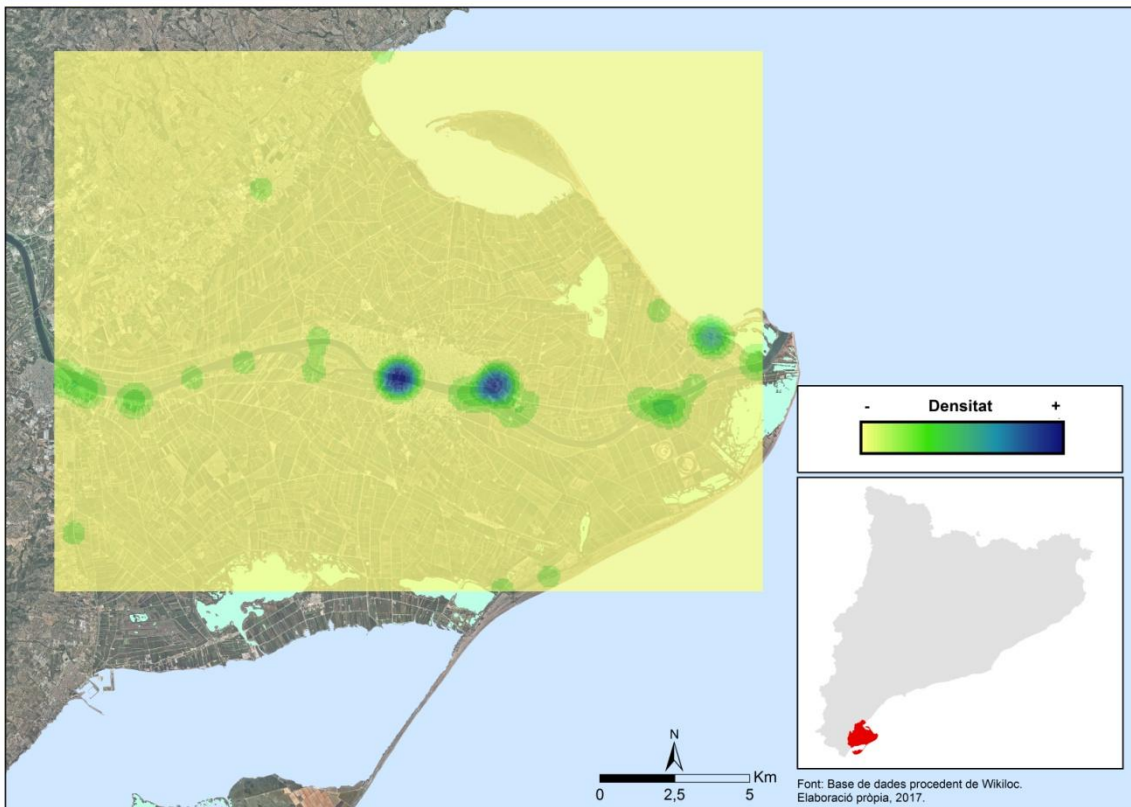 - Densitat +
N
Km
0 2,5 5
Font: Base de dades procedent de Wikiloc.
Elaboració pròpia, 2017.